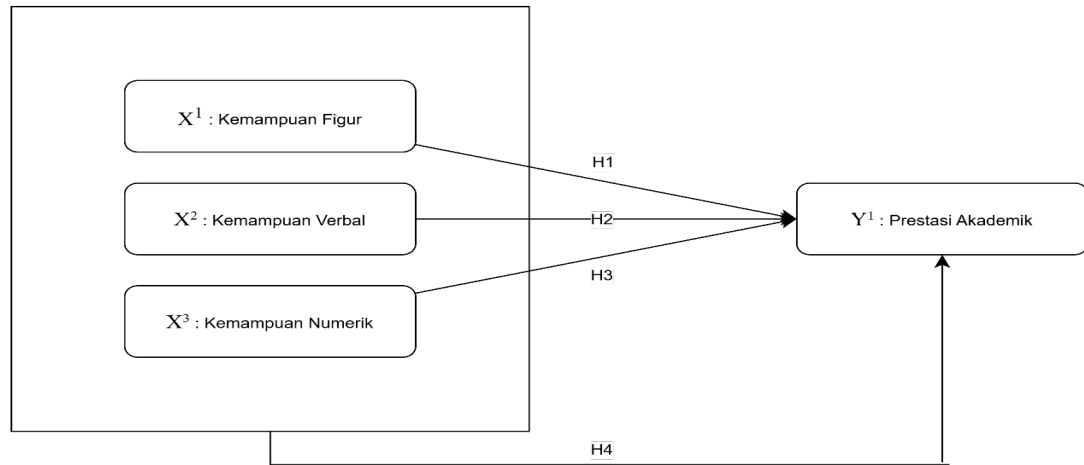 X¹ : Kemampuan Figur
H1
X² : Kemampuan Verbal
H2
Y¹ : Prestasi Akademik
H3
X³ : Kemampuan Numerik
H4